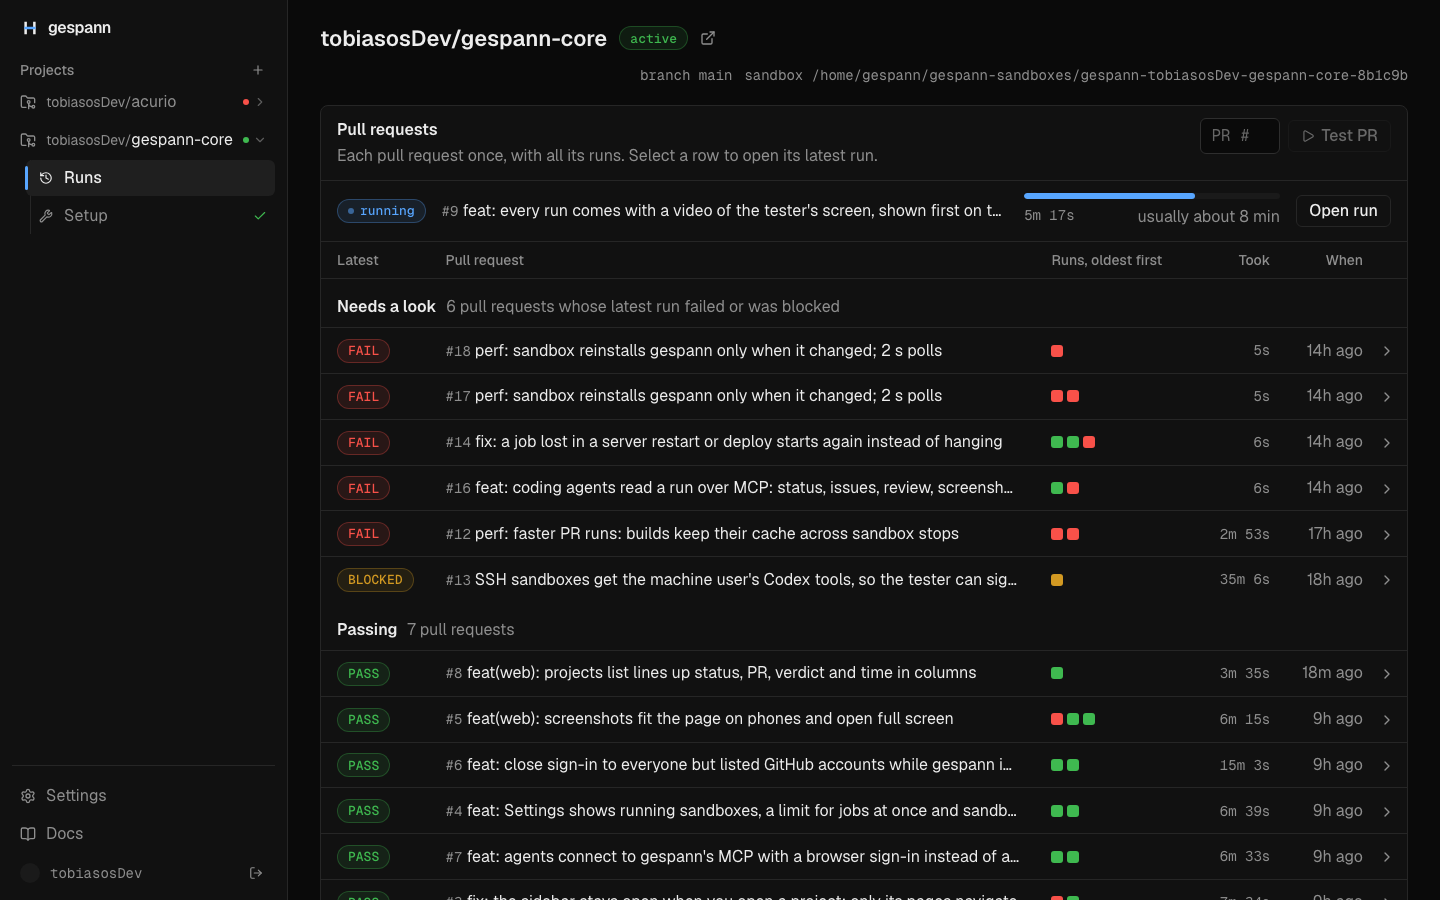 gespann
Projects
tobiasosDev/acurio
tobiasosDev/gespann-core
Runs
Setup
Settings
Docs
tobiasosDev
tobiasosDev/gespann-core active
branch main sandbox /home/gespann/gespann-sandboxes/gespann-tobiasosDev-gespann-core-8b1c9b
Pull requests
Each pull request once, with all its runs. Select a row to open its latest run.
PR #
Test PR
running #9 feat: every run comes with a video of the tester's screen, shown first on t… 5m 17s usually about 8 min Open run
Latest Pull request Runs, oldest first Took When
Needs a look 6 pull requests whose latest run failed or was blocked
FAIL #18 perf: sandbox reinstalls gespann only when it changed; 2 s polls 5s 14h ago
FAIL #17 perf: sandbox reinstalls gespann only when it changed; 2 s polls 5s 14h ago
FAIL #14 fix: a job lost in a server restart or deploy starts again instead of hanging 6s 14h ago
FAIL #16 feat: coding agents read a run over MCP: status, issues, review, screensh… 6s 14h ago
FAIL #12 perf: faster PR runs: builds keep their cache across sandbox stops 2m 53s 17h ago
BLOCKED #13 SSH sandboxes get the machine user's Codex tools, so the tester can sig… 35m 6s 18h ago
Passing 7 pull requests
PASS #8 feat(web): projects list lines up status, PR, verdict and time in columns 3m 35s 18m ago
PASS #5 feat(web): screenshots fit the page on phones and open full screen 6m 15s 9h ago
PASS #6 feat: close sign-in to everyone but listed GitHub accounts while gespann i… 15m 3s 9h ago
PASS #4 feat: Settings shows running sandboxes, a limit for jobs at once and sandb… 6m 39s 9h ago
PASS #7 feat: agents connect to gespann's MCP with a browser sign-in instead of a… 6m 33s 9h ago